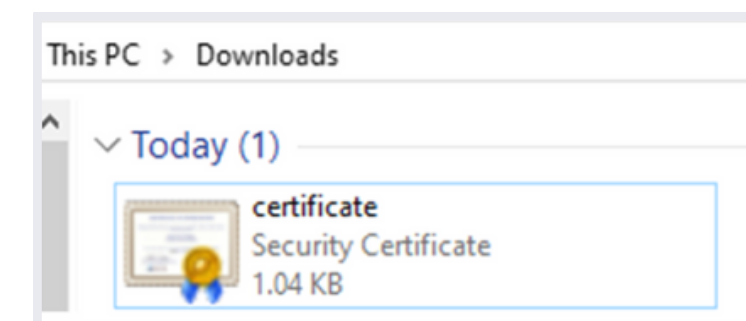 This PC > Downloads
Today (1)
certificate
Security Certificate
1.04 KB